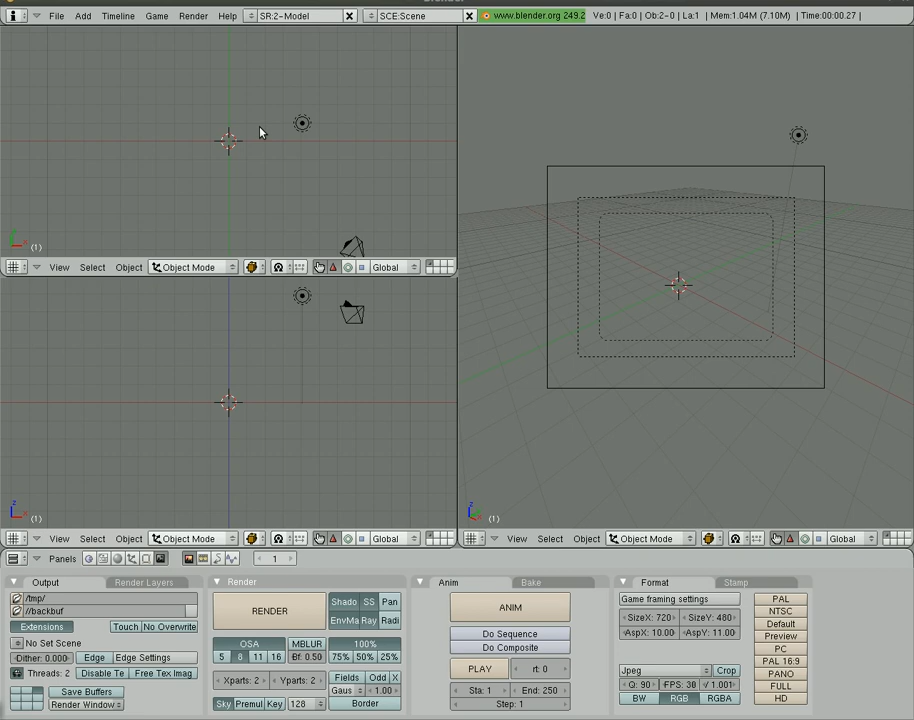 File Add Timeline Game Render Help SR:2-Model SCE:Scene www.blender.org 249.2 Ve:0 | Fa:0 | Ob:2-0 | La:1 | Mem:1.04M (7.10M) | Time:00:00.27 |
(1)
View Select Object Object Mode Global
(1)
View Select Object Object Mode Global
(1)
View Select Object Object Mode Global
Panels 1
Output Render Layers
/tmp/
//backbuf
Extensions Touch No Overwrite
No Set Scene
Dither: 0.000 Edge Edge Settings
Threads: 2 Disable Te Free Tex Imag
Save Buffers
Render Window
Render
RENDER
Shado SS Pan
EnvMa Ray Radi
OSA MBLUR 100%
5 8 11 16 Bf: 0.50 75% 50% 25%
Xparts: 2 Yparts: 2 Fields Odd X
Gaus 1.00
Sky Premul Key 128 Border
Anim Bake
ANIM
Do Sequence
Do Composite
PLAY rt: 0
Sta: 1 End: 250
Step: 1
Format Stamp
Game framing settings
SizeX: 720 SizeY: 480
AspX: 10.00 AspY: 11.00
Jpeg Crop
Q: 90 FPS: 30 / 1.001
BW RGB RGBA
PAL
NTSC
Default
Preview
PC
PAL 16:9
PANO
FULL
HD